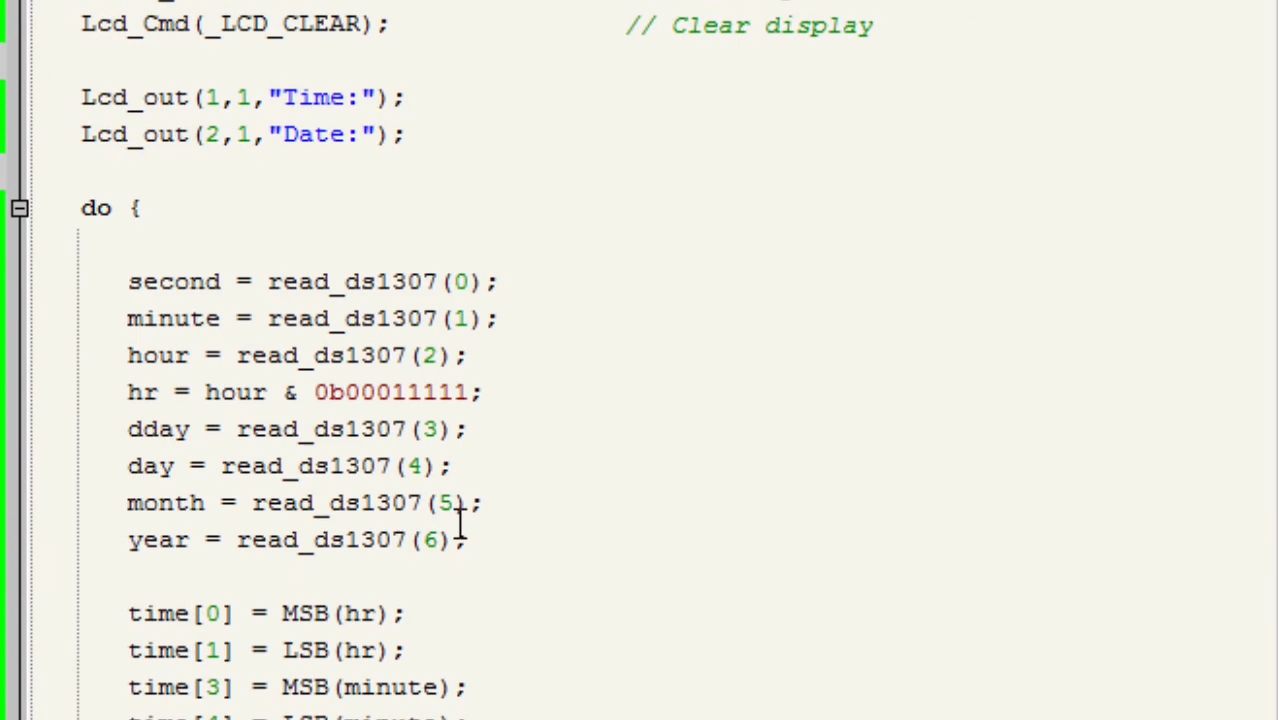 Lcd_Cmd(_LCD_CLEAR); // Clear display
Lcd_out(1,1,"Time:");
Lcd_out(2,1,"Date:");
do {
second = read_ds1307(0);
minute = read_ds1307(1);
hour = read_ds1307(2);
hr = hour & 0b00011111;
dday = read_ds1307(3);
day = read_ds1307(4);
month = read_ds1307(5);
year = read_ds1307(6);
time[0] = MSB(hr);
time[1] = LSB(hr);
time[3] = MSB(minute);